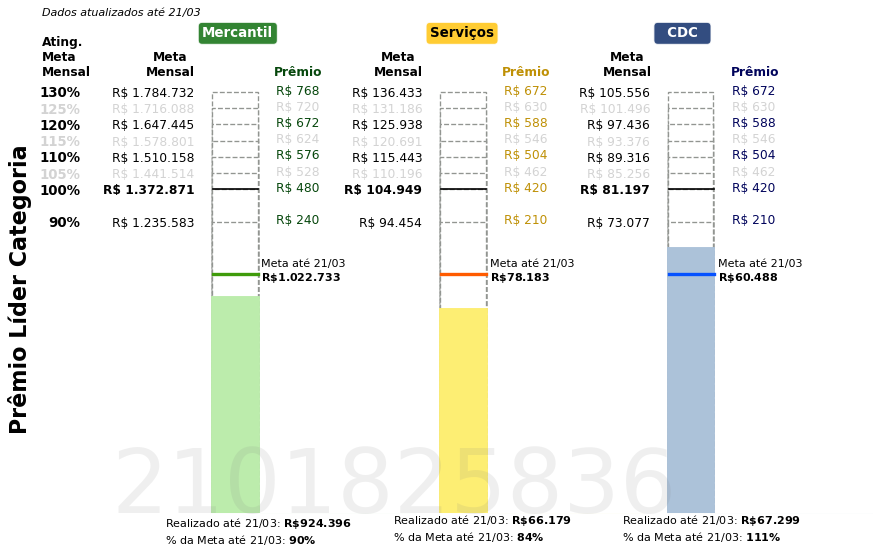 Dados atualizados até 21/03
Mercantil Serviços CDC
Ating. Meta Mensal Meta Mensal Prêmio Meta Mensal Prêmio Meta Mensal Prêmio
130% R$ 1.784.732 R$ 768 R$ 136.433 R$ 672 R$ 105.556 R$ 672
125% R$ 1.716.088 R$ 720 R$ 131.186 R$ 630 R$ 101.496 R$ 630
120% R$ 1.647.445 R$ 672 R$ 125.938 R$ 588 R$ 97.436 R$ 588
115% R$ 1.578.801 R$ 624 R$ 120.691 R$ 546 R$ 93.376 R$ 546
110% R$ 1.510.158 R$ 576 R$ 115.443 R$ 504 R$ 89.316 R$ 504
105% R$ 1.441.514 R$ 528 R$ 110.196 R$ 462 R$ 85.256 R$ 462
100% R$ 1.372.871 R$ 480 R$ 104.949 R$ 420 R$ 81.197 R$ 420
90% R$ 1.235.583 R$ 240 R$ 94.454 R$ 210 R$ 73.077 R$ 210
Prêmio Líder Categoria
Meta até 21/03 Meta até 21/03 Meta até 21/03
R$1.022.733 R$78.183 R$60.488
2101825836
Realizado até 21/03: R$924.396 Realizado até 21/03: R$66.179 Realizado até 21/03: R$67.299
% da Meta até 21/03: 90% % da Meta até 21/03: 84% % da Meta até 21/03: 111%